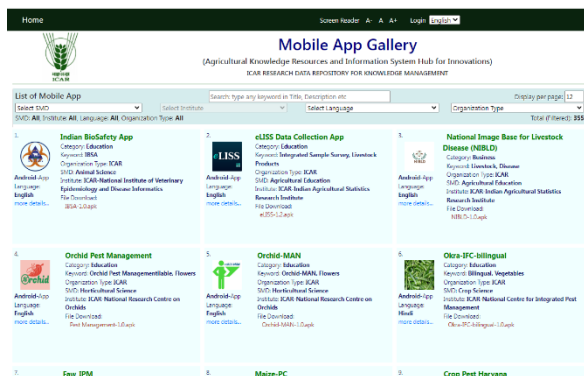 Home
Screen Reader A- A A+ Login English
Mobile App Gallery
(Agricultural Knowledge Resources and Information System Hub for Innovations)
ICAR RESEARCH DATA REPOSITORY FOR KNOWLEDGE MANAGEMENT
ICAR
List of Mobile App
Search: type any keyword in Title, Description etc
Display per page: 12
Select SMD
Select Institute
Select Language
Organization Type
SMD: All, Institute: All, Language: All, Organization Type: All
Total (Filtered): 355
1.
Indian BioSafety App
Category: Education
Keyword: IBSA
Organization Type: ICAR
SMD: Animal Science
Institute: ICAR-National Institute of Veterinary
Epidemiology and Disease Informatics
File Download:
IBSA-1.0.apk
Android-App
Language:
English
more details...
2.
eLISS
eLISS Data Collection App
Category: Education
Keyword: Integrated Sample Survey, Livestock
Products
Organization Type: ICAR
SMD: Agricultural Education
Institute: ICAR-Indian Agricultural Statistics
Research Institute
File Download:
eLISS-1.2.apk
Android-App
Language:
English
more details...
3.
National Image Base for Livestock
Disease (NIBLD)
Category: Business
Keyword: Livestock, Disease
Organization Type: ICAR
SMD: Agricultural Education
Institute: ICAR-Indian Agricultural Statistics
Research Institute
File Download:
NIBLD-1.0.apk
Android-App
Language:
English
more details...
4.
Orchid
Orchid Pest Management
Category: Education
Keyword: Orchid Pest Managementilable, Flowers
Organization Type: ICAR
SMD: Horticultural Science
Institute: ICAR-National Research Centre on
Orchids
File Download:
Pest Management-1.0.apk
Android-App
Language:
English
more details...
5.
Orchid-MAN
Category: Education
Keyword: Orchid-MAN, Flowers
Organization Type: ICAR
SMD: Horticultural Science
Institute: ICAR-National Research Centre on
Orchids
File Download:
Orchid-MAN-1.0.apk
Android-App
Language:
English
more details...
6.
Okra-IFC-bilingual
Category: Education
Keyword: Bilingual, Vegetables
Organization Type: ICAR
SMD: Crop Science
Institute: ICAR-National Centre for Integrated Pest
Management
File Download:
Okra-IFC-bilingual-1.0.apk
Android-App
Language:
Hindi
more details...
7.
Faw IPM
8.
Maize-PC
9.
Crop Pest Haryana